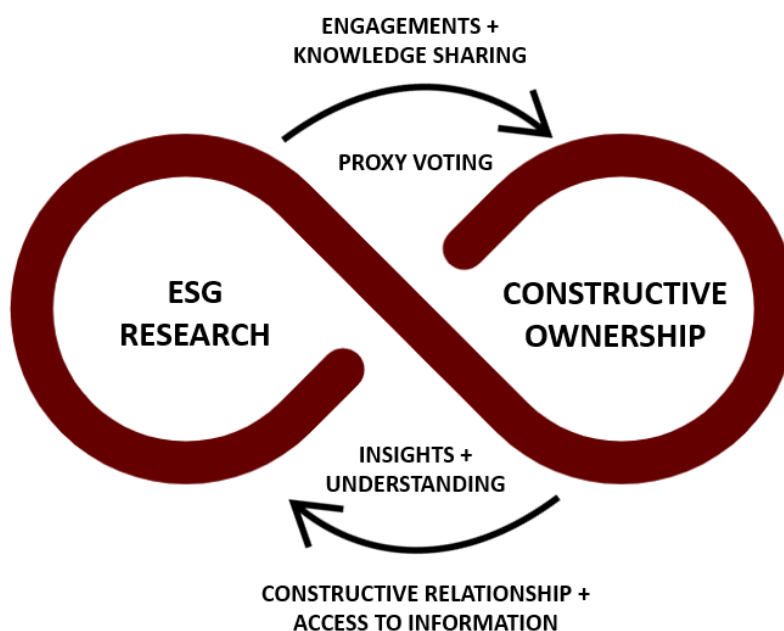 ENGAGEMENTS +
KNOWLEDGE SHARING
PROXY VOTING
ESG
RESEARCH
CONSTRUCTIVE
OWNERSHIP
INSIGHTS +
UNDERSTANDING
CONSTRUCTIVE RELATIONSHIP +
ACCESS TO INFORMATION